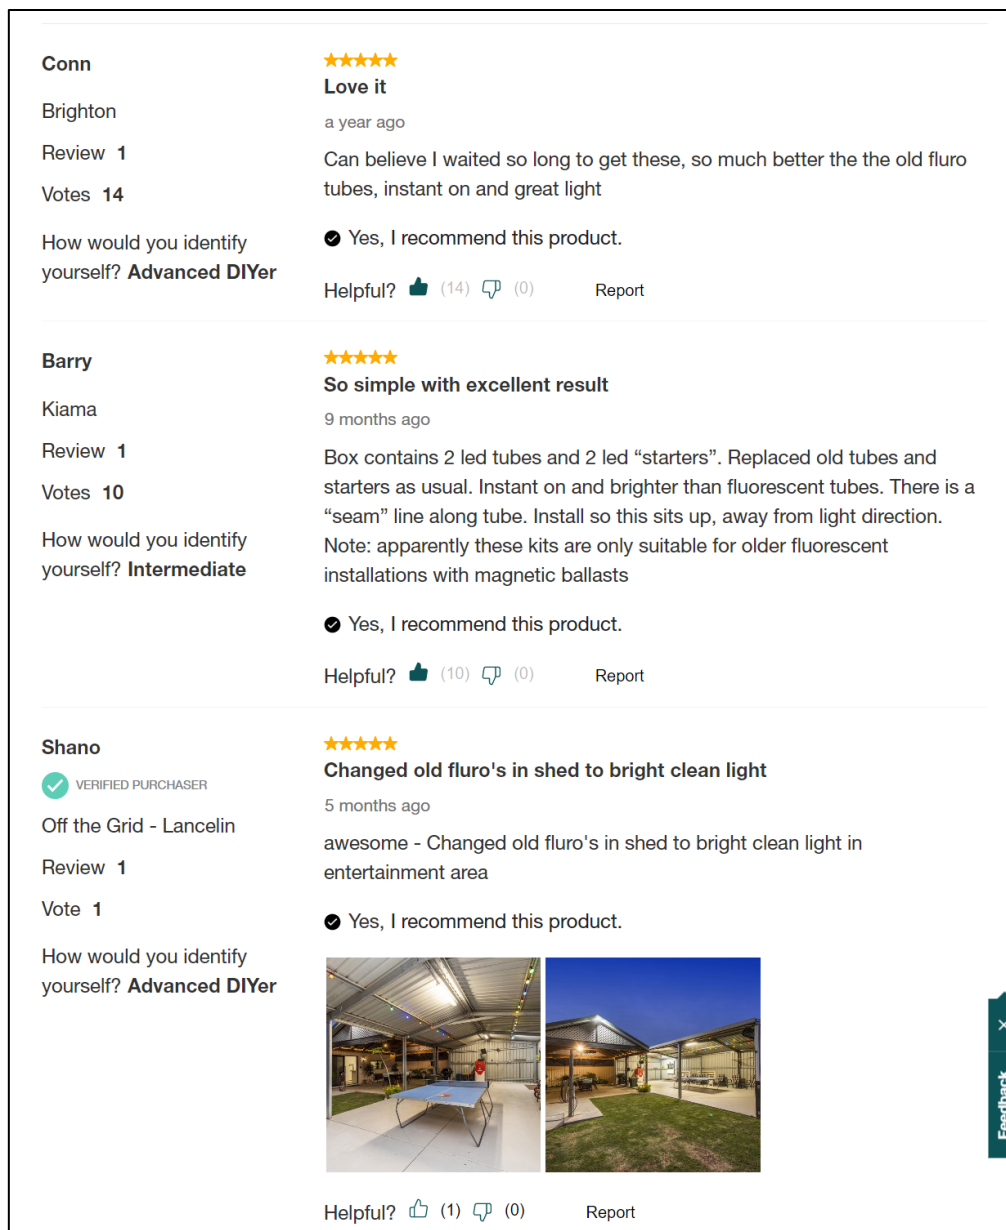 Conn
Brighton
Review 1
Votes 14
How would you identify
yourself? Advanced DIYer
Love it
a year ago
Can believe I waited so long to get these, so much better the the old fluro
tubes, instant on and great light
Yes, I recommend this product.
Helpful? (14) (0) Report
Barry
Kiama
Review 1
Votes 10
How would you identify
yourself? Intermediate
So simple with excellent result
9 months ago
Box contains 2 led tubes and 2 led “starters”. Replaced old tubes and
starters as usual. Instant on and brighter than fluorescent tubes. There is a
“seam” line along tube. Install so this sits up, away from light direction.
Note: apparently these kits are only suitable for older fluorescent
installations with magnetic ballasts
Yes, I recommend this product.
Helpful? (10) (0) Report
Shano
VERIFIED PURCHASER
Off the Grid - Lancelin
Review 1
Vote 1
How would you identify
yourself? Advanced DIYer
Changed old fluro's in shed to bright clean light
5 months ago
awesome - Changed old fluro's in shed to bright clean light in
entertainment area
Yes, I recommend this product.
Helpful? (1) (0) Report
Feedback